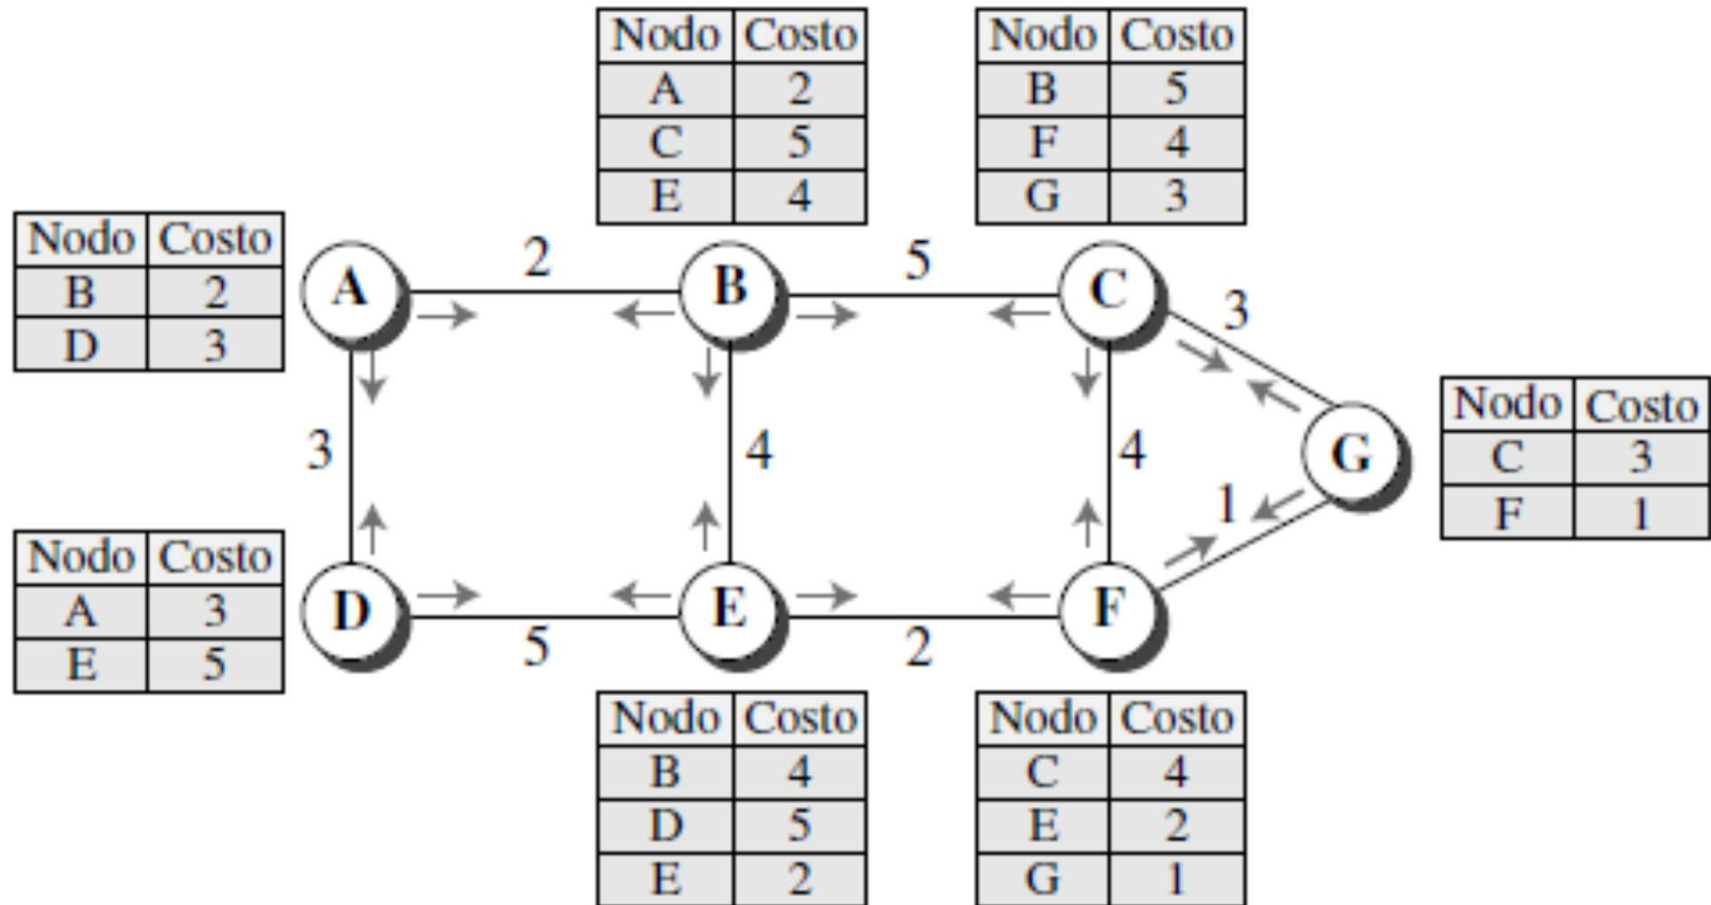 Nodo Costo
A 2
C 5
E 4
Nodo Costo
B 5
F 4
G 3
Nodo Costo
B 2
D 3
A 2 B 5 C
3
3 4 4
G
1
Nodo Costo
C 3
F 1
Nodo Costo
A 3
E 5
D 5 E 2 F
Nodo Costo
B 4
D 5
E 2
Nodo Costo
C 4
E 2
G 1